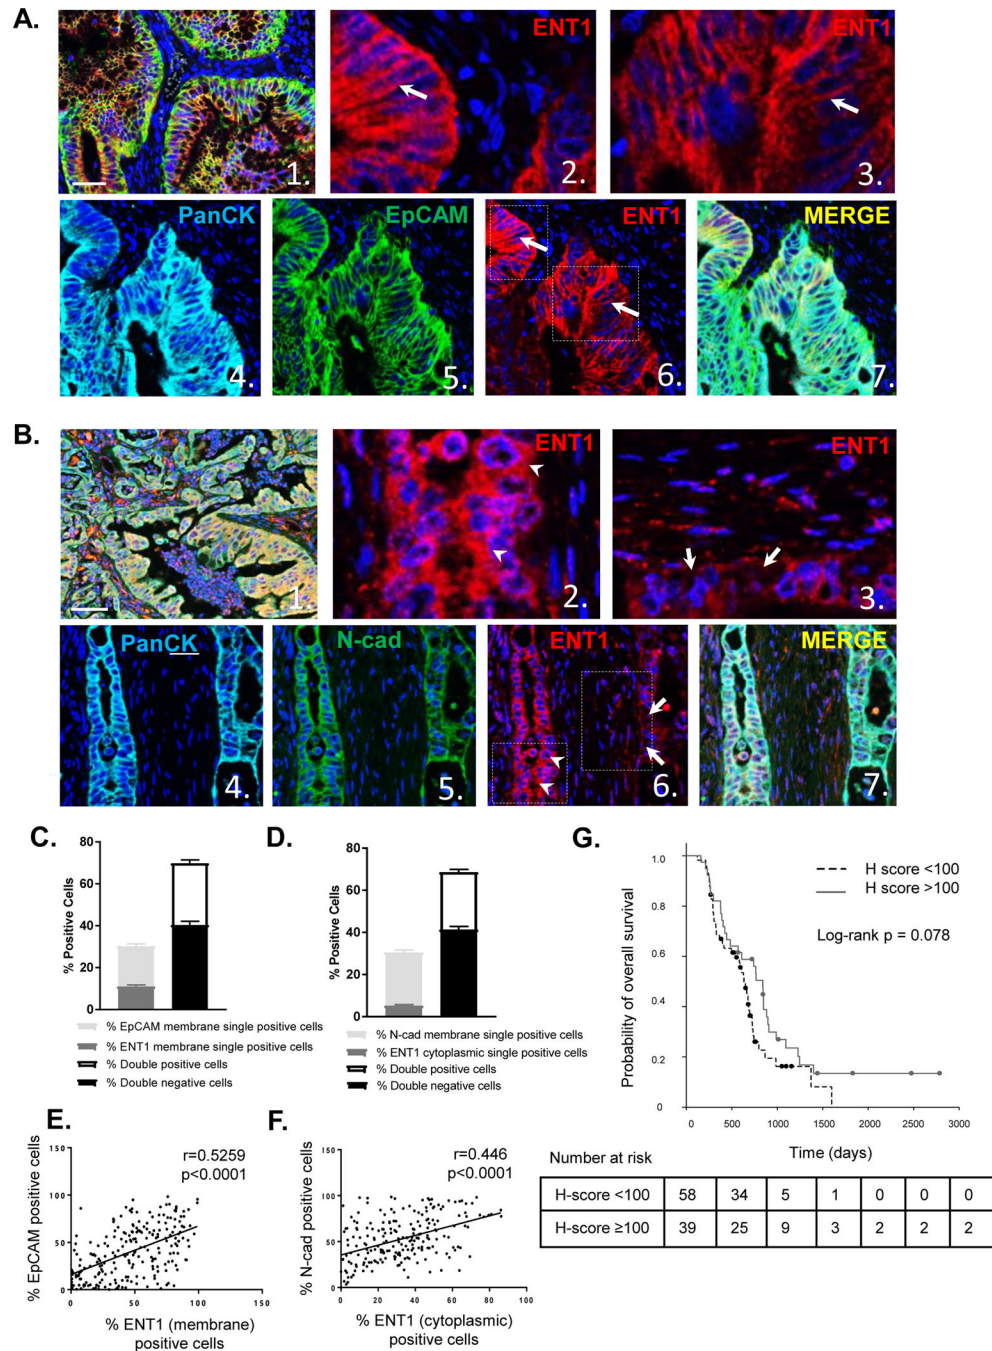 A.
1.
ENT1
2.
ENT1
3.
PanCK
4.
EpCAM
5.
ENT1
6.
MERGE
7.
B.
1.
ENT1
2.
ENT1
3.
PanCK
4.
N-cad
5.
ENT1
6.
MERGE
7.
C.
% Positive Cells
80
60
40
20
0
% EpCAM membrane single positive cells
% ENT1 membrane single positive cells
% Double positive cells
% Double negative cells
D.
% Positive Cells
80
60
40
20
0
% N-cad membrane single positive cells
% ENT1 cytoplasmic single positive cells
% Double positive cells
% Double negative cells
E.
% EpCAM positive cells
150
100
50
0
r=0.5259
p<0.0001
0 50 100 150
% ENT1 (membrane)
positive cells
F.
% N-cad positive cells
150
100
50
0
r=0.446
p<0.0001
0 20 40 60 80 100
% ENT1 (cytoplasmic)
positive cells
G.
Probability of overall survival
1.0
0.8
0.6
0.4
0.2
0
H score <100
H score >100
Log-rank p = 0.078
0 500 1000 1500 2000 2500 3000
Time (days)
Number at risk
H-score <100 58 34 5 1 0 0 0
H-score ≥100 39 25 9 3 2 2 2